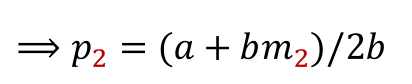 ⟹ p₂ = (a + bm₂)/2b